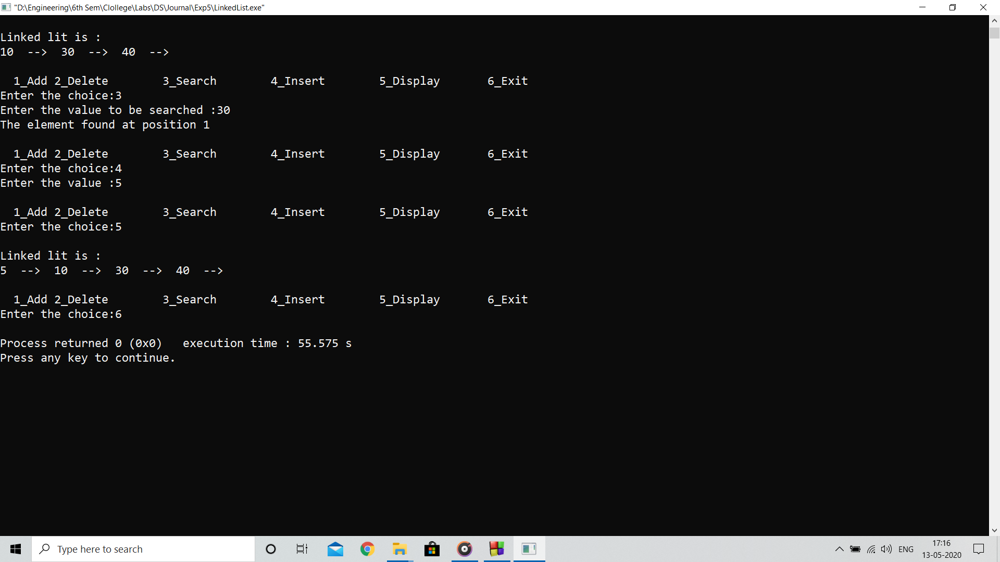 "D:\Engineering\6th Sem\Clollege\Labs\DS\Journal\Exp5\LinkedList.exe"
Linked lit is :
10  -->  30  -->  40  -->
1_Add 2_Delete        3_Search        4_Insert        5_Display       6_Exit
Enter the choice:3
Enter the value to be searched :30
The element found at position 1
1_Add 2_Delete        3_Search        4_Insert        5_Display       6_Exit
Enter the choice:4
Enter the value :5
1_Add 2_Delete        3_Search        4_Insert        5_Display       6_Exit
Enter the choice:5
Linked lit is :
5  -->  10  -->  30  -->  40  -->
1_Add 2_Delete        3_Search        4_Insert        5_Display       6_Exit
Enter the choice:6
Process returned 0 (0x0)   execution time : 55.575 s
Press any key to continue.
Type here to search
ENG
17:16
13-05-2020